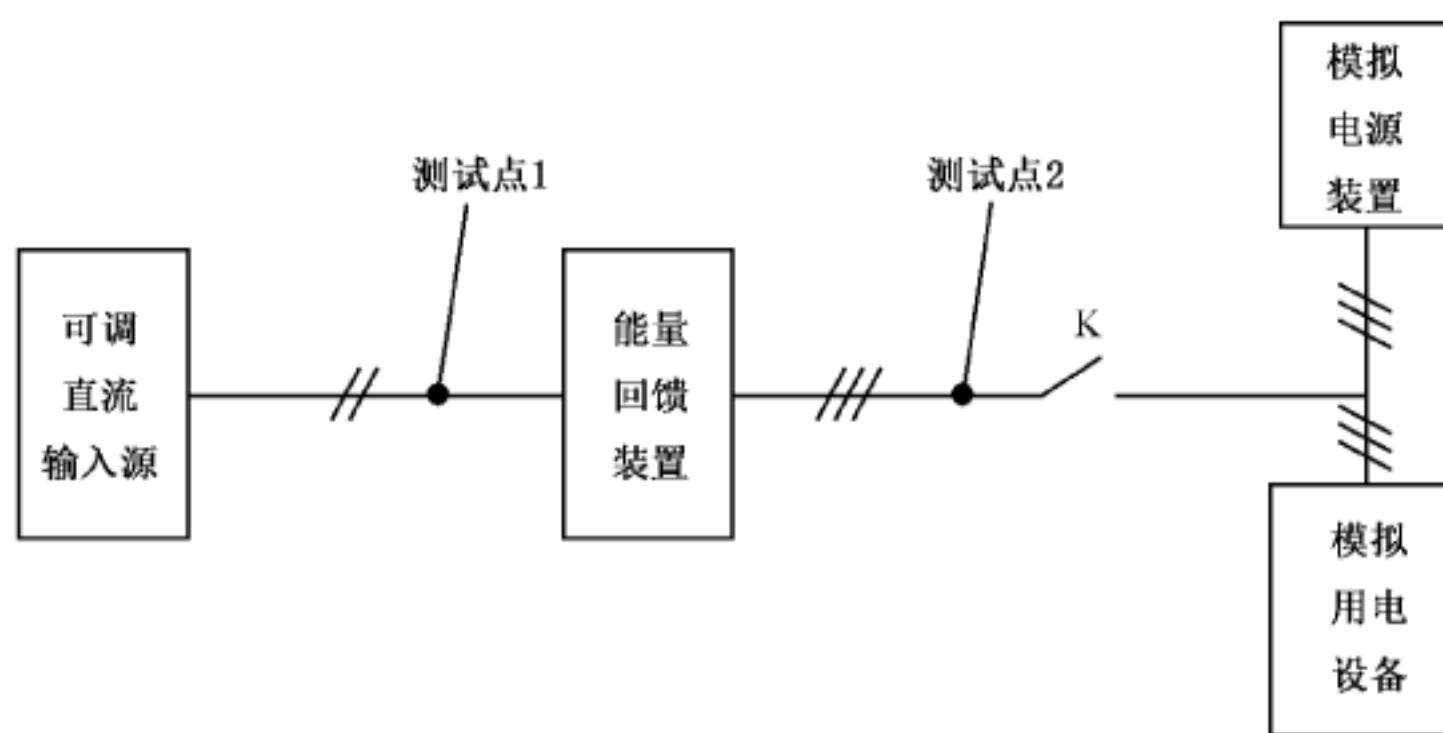 模拟
电源
装置
测试点1
测试点2
可调
直流
输入源
能量
回馈
装置
K
模拟
用电
设备